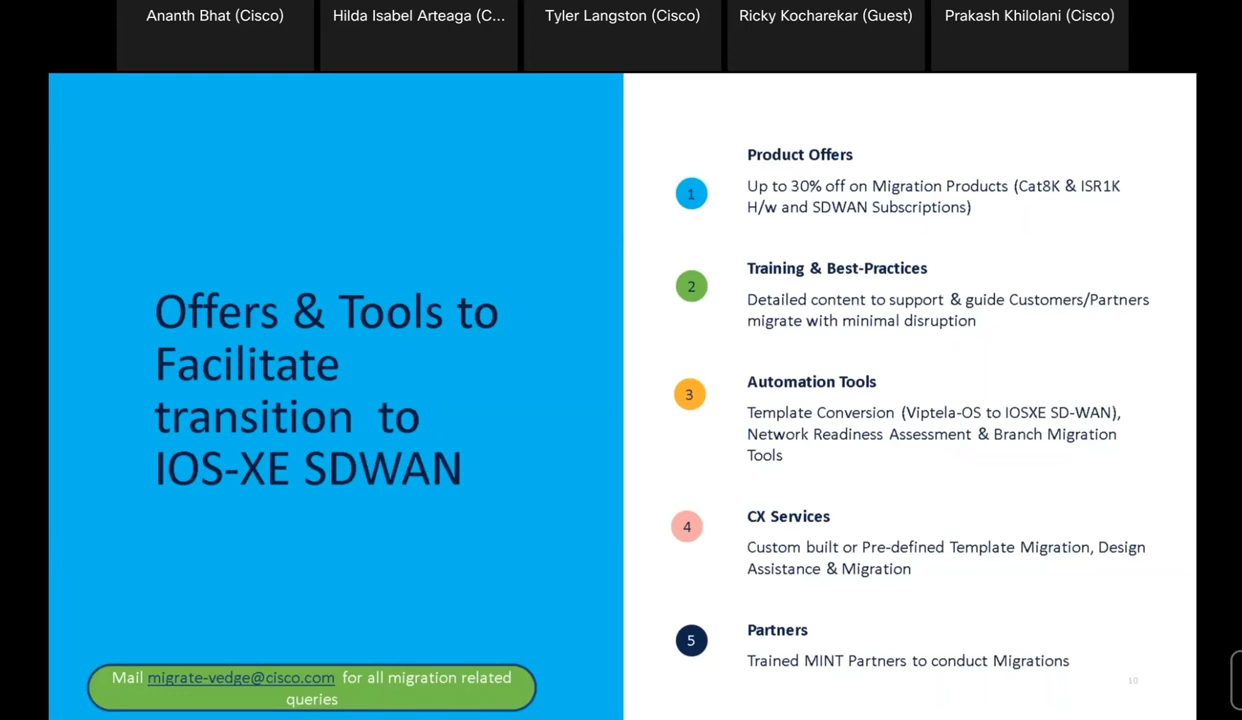 Ananth Bhat (Cisco)
Hilda Isabel Arteaga (C...
Tyler Langston (Cisco)
Ricky Kocharekar (Guest)
Prakash Khilolani (Cisco)
Offers & Tools to
Facilitate
transition to
IOS-XE SDWAN
Mail migrate-vedge@cisco.com for all migration related
queries
Product Offers
1
Up to 30% off on Migration Products (Cat8K & ISR1K
H/w and SDWAN Subscriptions)
Training & Best-Practices
2
Detailed content to support & guide Customers/Partners
migrate with minimal disruption
Automation Tools
3
Template Conversion (Viptela-OS to IOSXE SD-WAN),
Network Readiness Assessment & Branch Migration
Tools
CX Services
4
Custom built or Pre-defined Template Migration, Design
Assistance & Migration
Partners
5
Trained MINT Partners to conduct Migrations
10